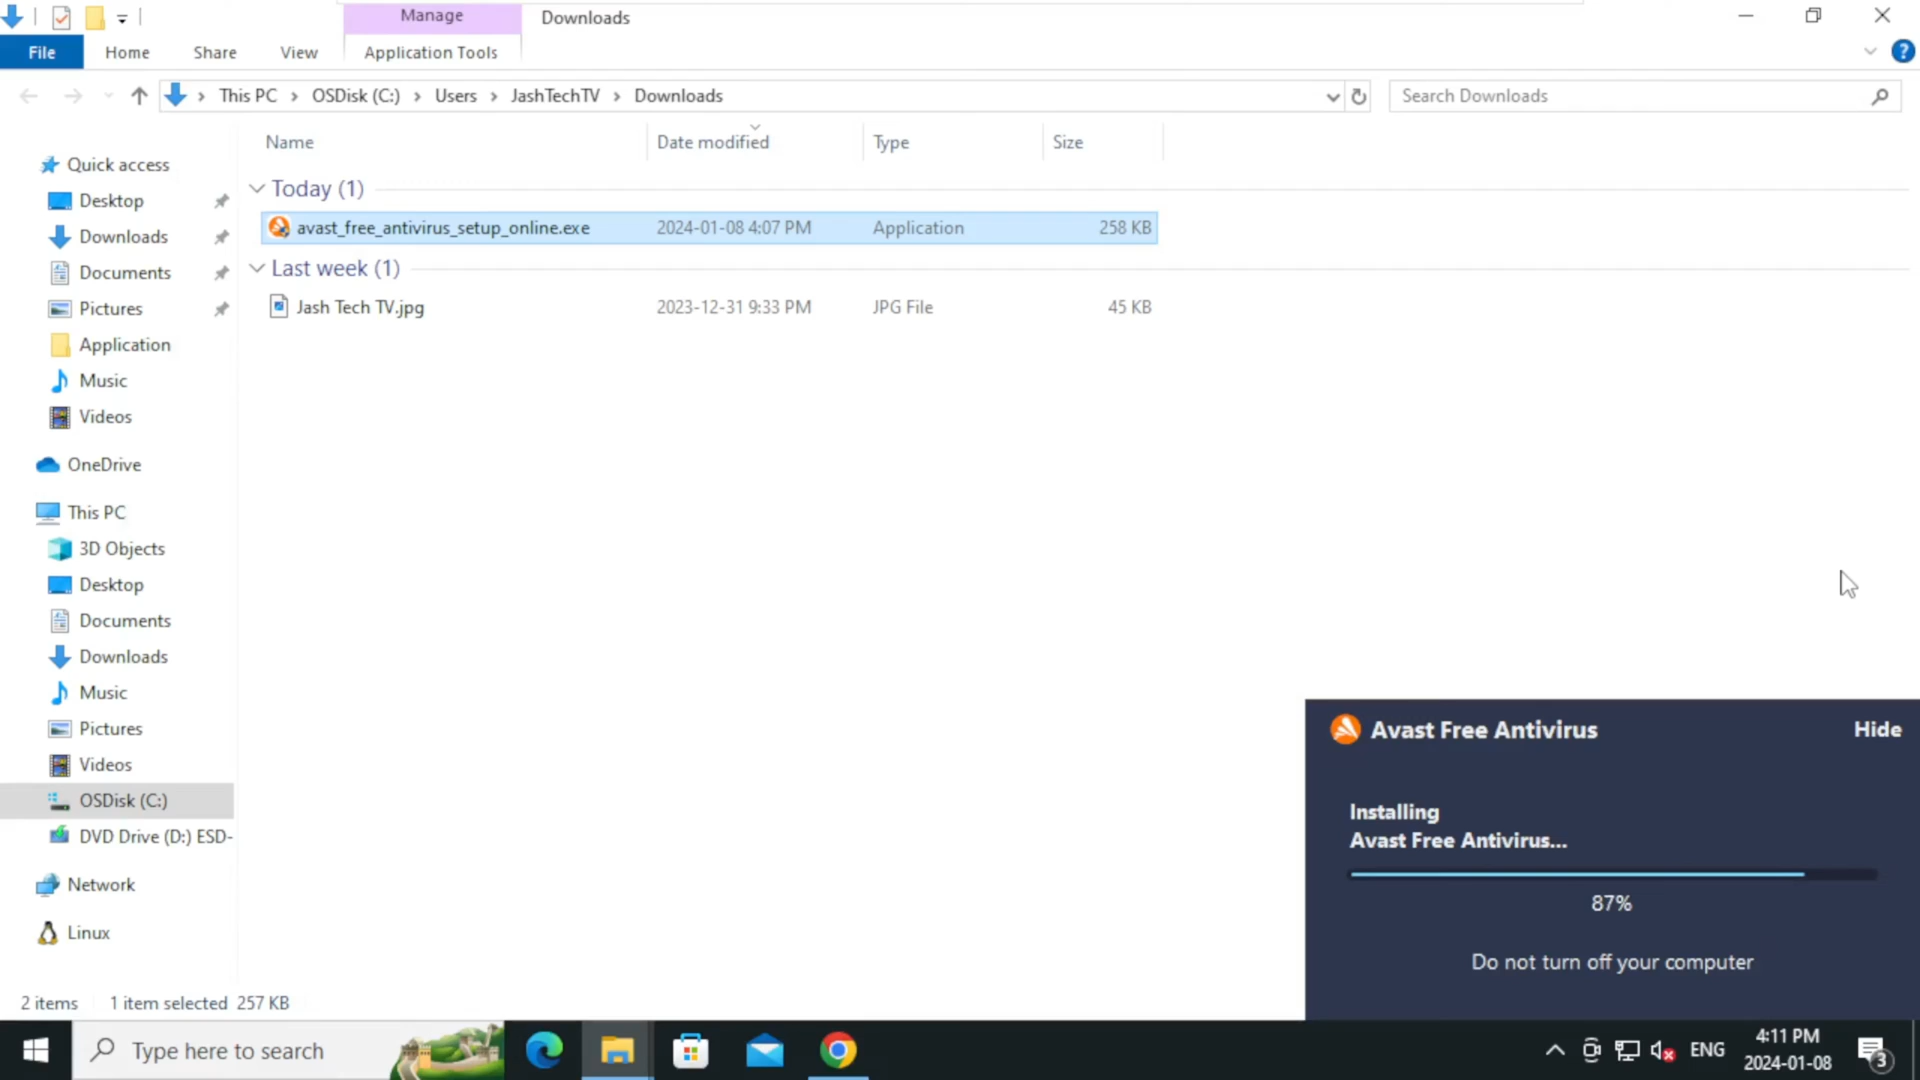 Manage
Downloads
File
Home
Share
View
Application Tools
This PC
OSDisk (C:)
Users
JashTechTV
Downloads
Search Downloads
Name
Date modified
Type
Size
Quick access
Desktop
Downloads
Documents
Pictures
Application
Music
Videos
OneDrive
This PC
3D Objects
Desktop
Documents
Downloads
Music
Pictures
Videos
OSDisk (C:)
DVD Drive (D:) ESD-
Network
Linux
Today (1)
avast_free_antivirus_setup_online.exe 2024-01-08 4:07 PM Application 258 KB
Last week (1)
Jash Tech TV.jpg 2023-12-31 9:33 PM JPG File 45 KB
Avast Free Antivirus
Hide
Installing
Avast Free Antivirus...
87%
Do not turn off your computer
2 items 1 item selected 257 KB
Type here to search
ENG
4:11 PM
2024-01-08
3